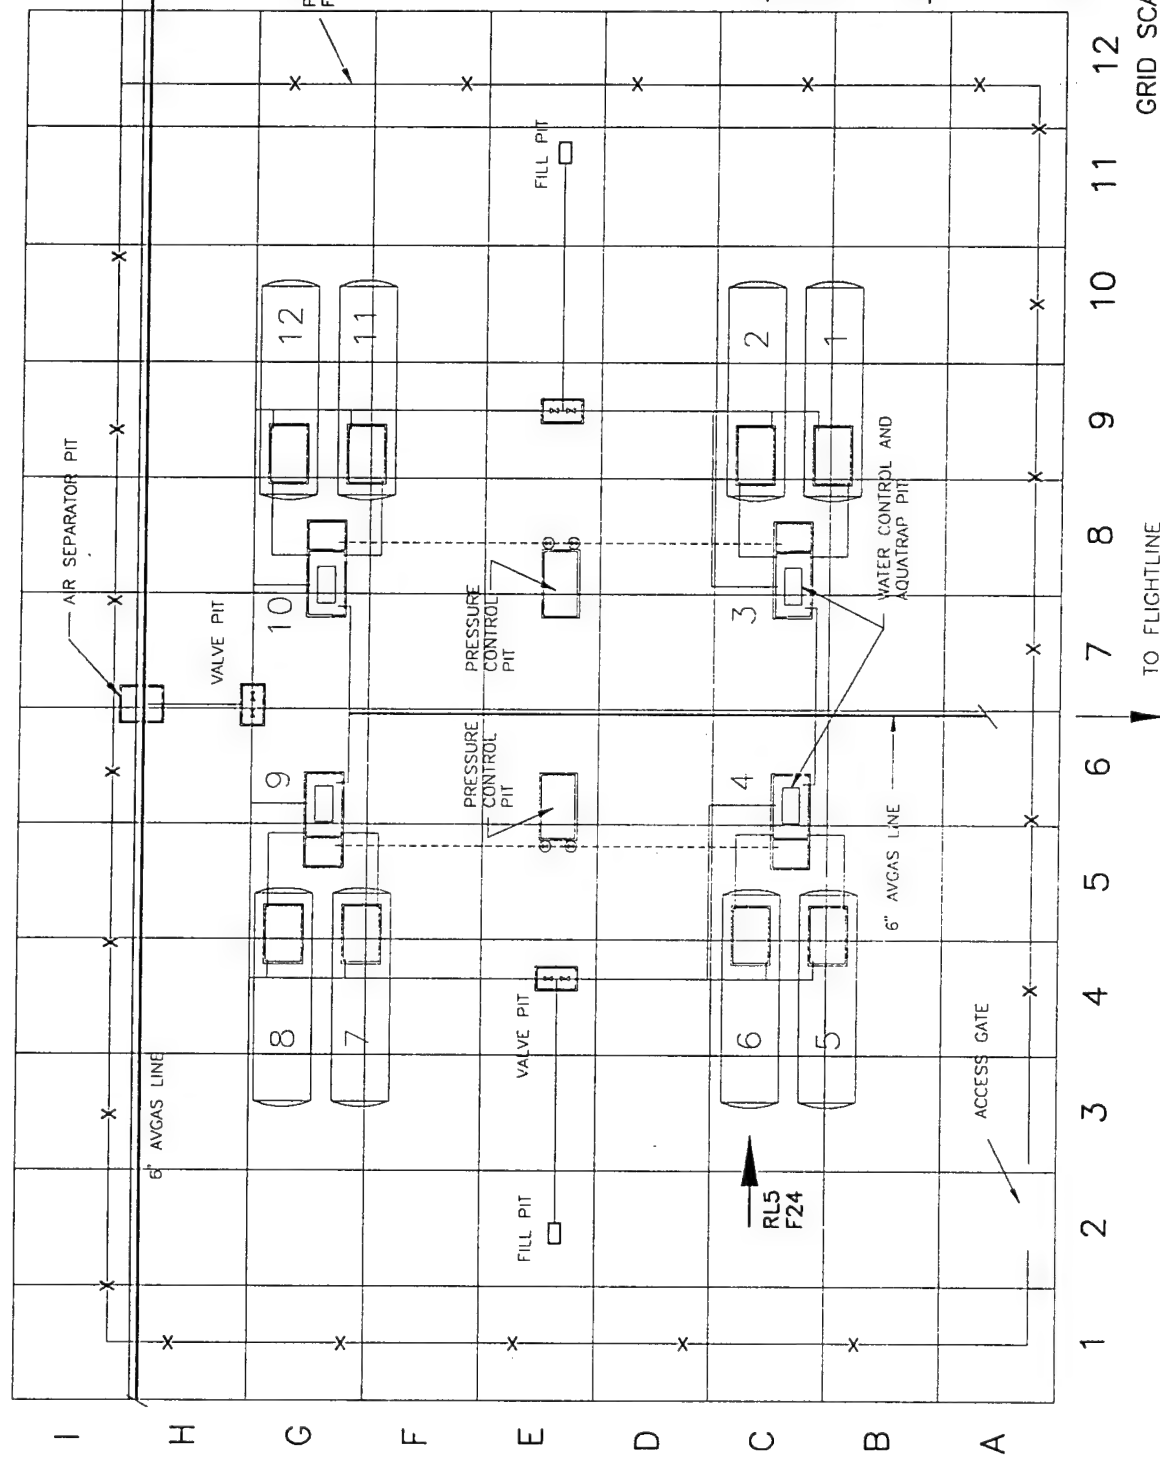 AIR SEPARATOR PIT
VALVE PIT
6" AVGAS LINE
12
11
10
9
8
7
FILL PIT
PRESSURE
CONTROL
PIT
PRESSURE
CONTROL
PIT
VALVE PIT
FILL PIT
2
1
3
4
6
5
WATER CONTROL AND
AQUATRAP PIT
6" AVGAS LINE
RL5
F24
ACCESS GATE
I
H
G
F
E
D
C
B
A
1
2
3
4
5
6
7
8
9
10
11
12
TO FLIGHTLINE
GRID